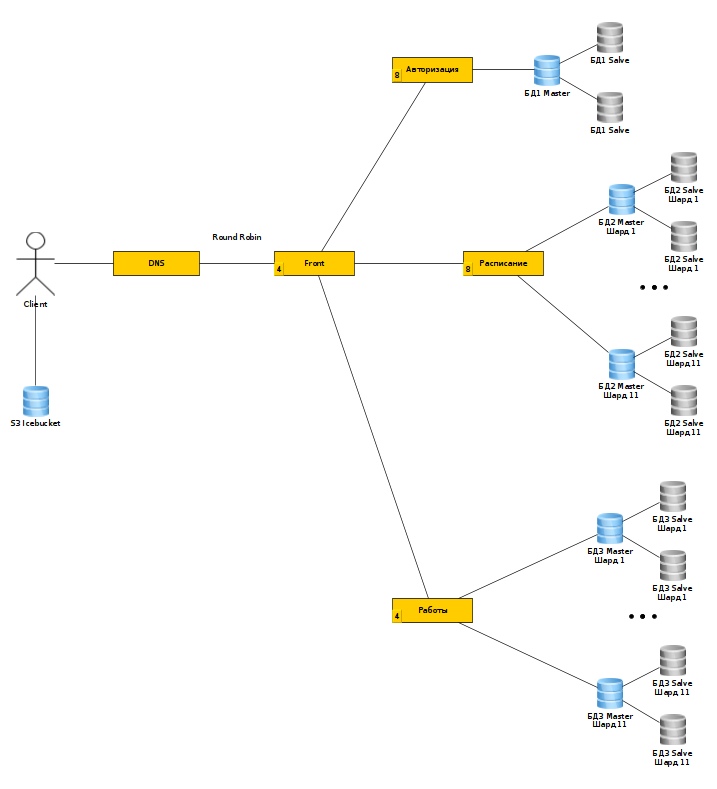 БД1 Salve
8
Авторизация
БД1 Master
БД1 Salve
БД2 Salve
Шард 1
БД2 Master
Шард 1
БД2 Salve
Шард 1
Round Robin
DNS
4
Front
8
Расписание
Client
БД2 Salve
Шард 11
БД2 Master
Шард 11
БД2 Salve
Шард 11
S3 Icebucket
БД3 Salve
Шард 1
БД3 Master
Шард 1
БД3 Salve
Шард 1
4
Работы
БД3 Salve
Шард 11
БД3 Master
Шард 11
БД3 Salve
Шард 11